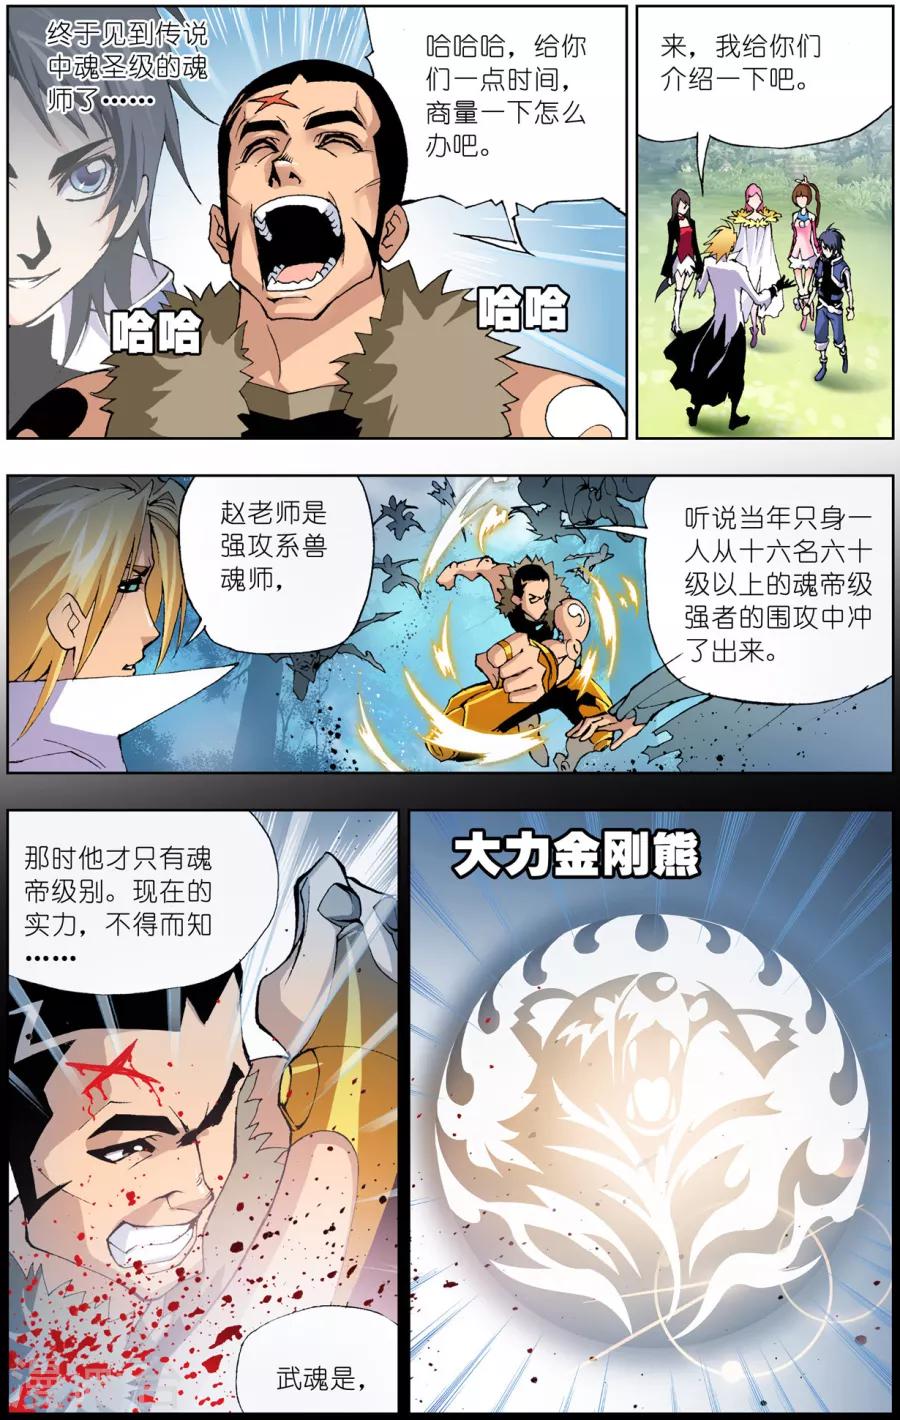 终于见到传说
中魂圣级的魂
师了……
哈哈哈，给你
们一点时间，
商量一下怎么
办吧。
哈哈
哈哈
来，我给你们
介绍一下吧。
赵老师是
强攻系兽
魂师，
听说当年只身一
人从十六名六十
级以上的魂帝级
强者的围攻中冲
了出来。
那时他才只有魂
帝级别。现在的
实力，不得而知
……
武魂是，
大力金刚熊